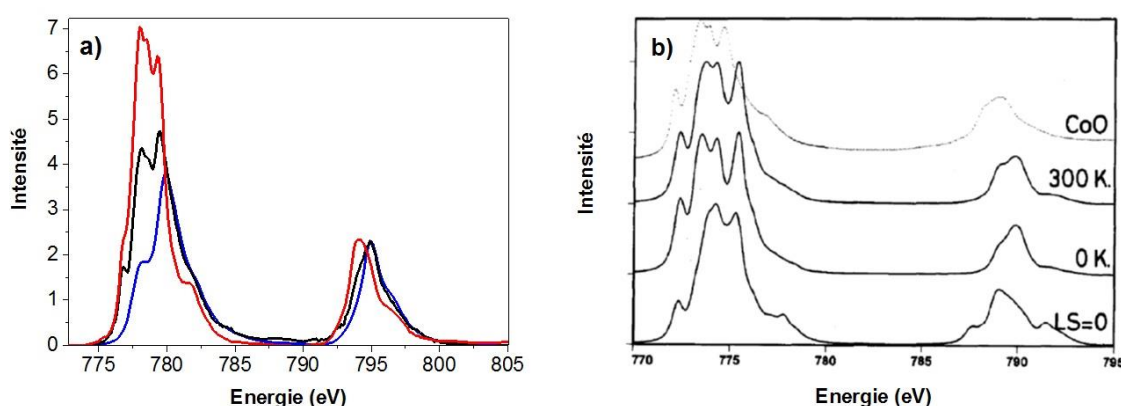 a)
Intensité
7
6
5
4
3
2
1
0
775 780 785 790 795 800 805
Energie (eV)
b)
Intensité
CoO
300 K.
0 K.
LS=0
770 775 780 785 790 795
Energie (eV)